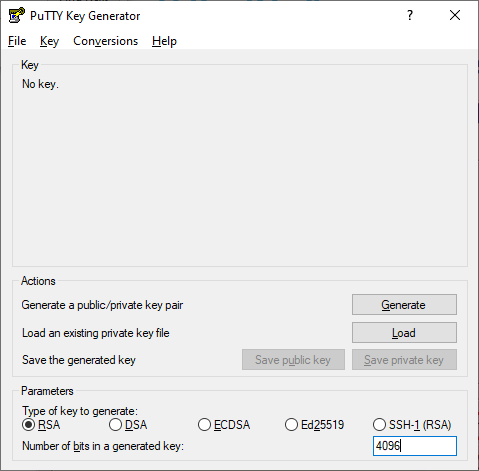 PuTTY Key Generator
File Key Conversions Help
Key
No key.
Actions
Generate a public/private key pair Generate
Load an existing private key file Load
Save the generated key Save public key Save private key
Parameters
Type of key to generate:
RSA DSA ECDSA Ed25519 SSH-1 (RSA)
Number of bits in a generated key: 4096